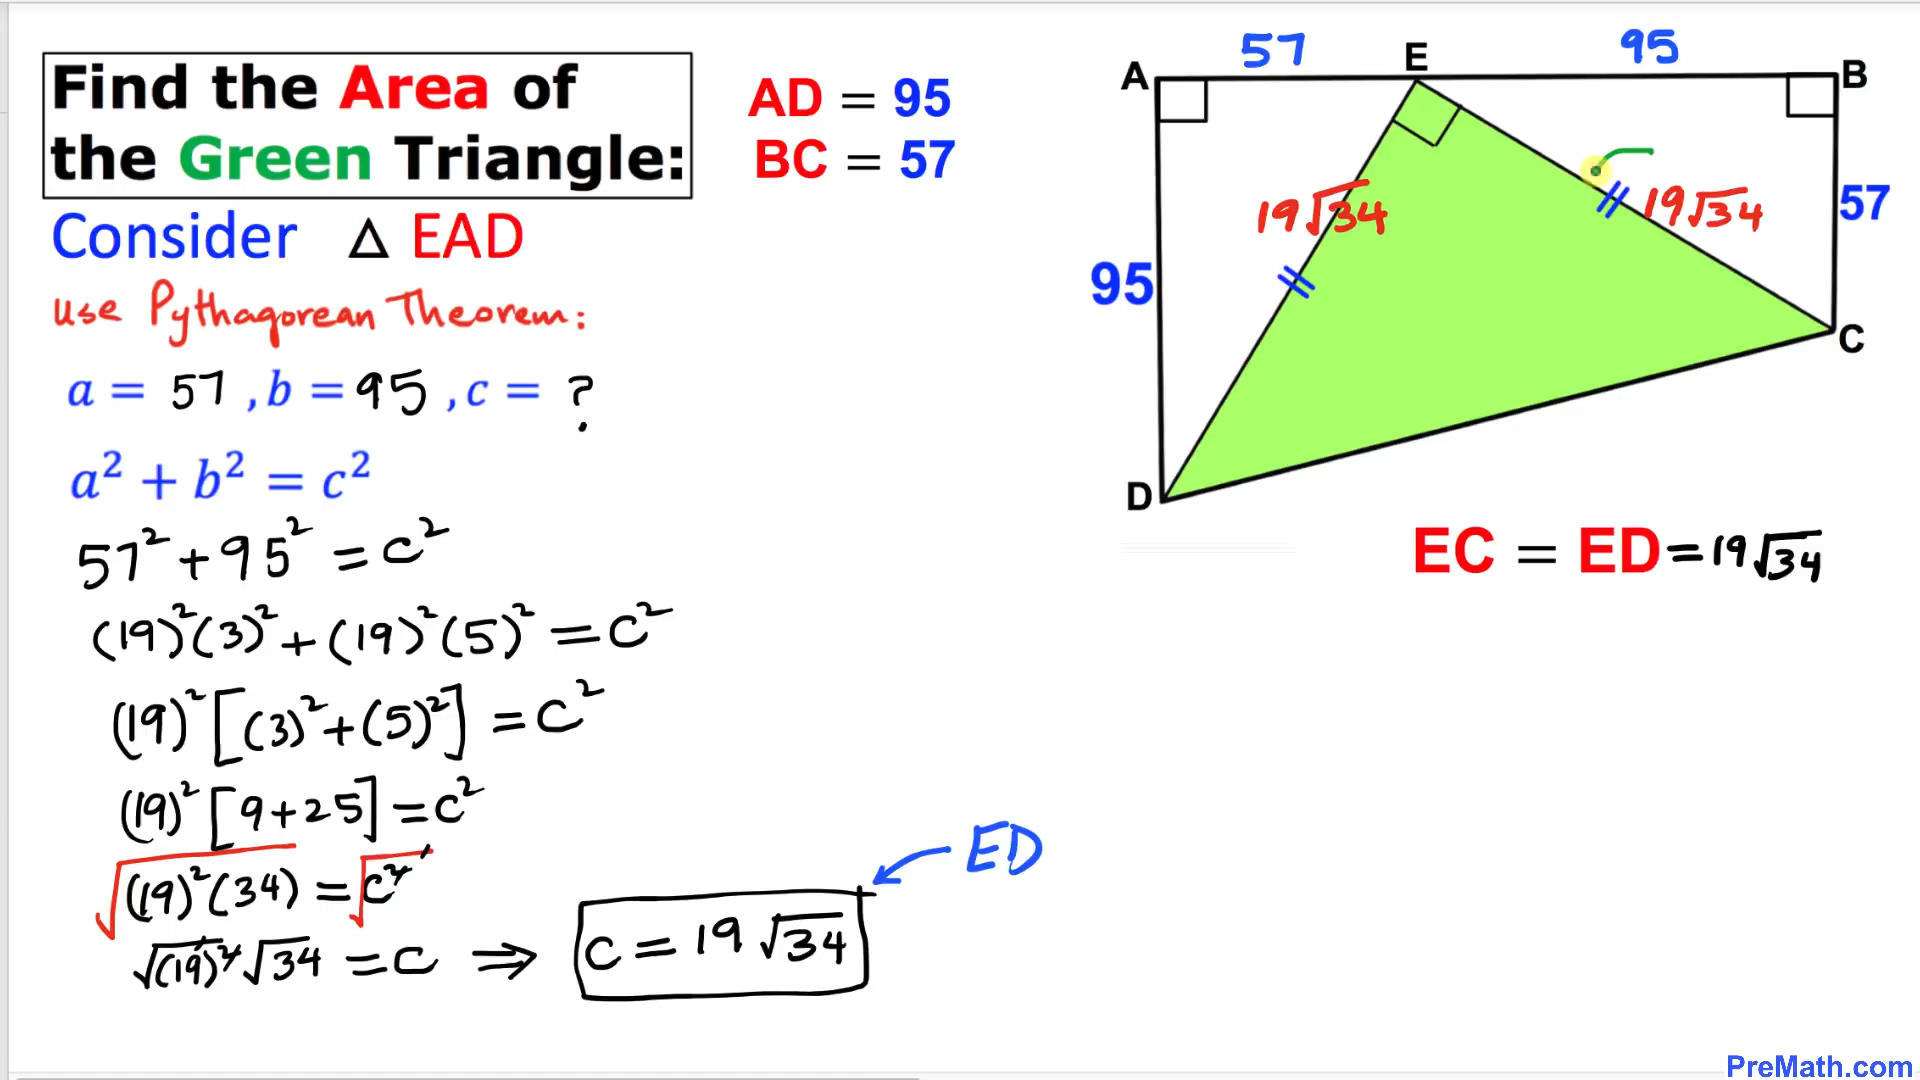 Find the Area of
the Green Triangle:
AD = 95
BC = 57
Consider △ EAD
Use Pythagorean Theorem:
a = 57 , b = 95 , c = ?
a² + b² = c²
57² + 95² = c²
(19)²(3)² + (19)²(5)² = c²
(19)² [(3)² + (5)²] = c²
(19)² [9 + 25] = c²
√(19)²(34) = √c²
√(19)² √34 = c ⇒ c = 19√34
ED
57
E
95
A
B
19√34
19√34
57
95
C
D
EC = ED = 19√34
PreMath.com